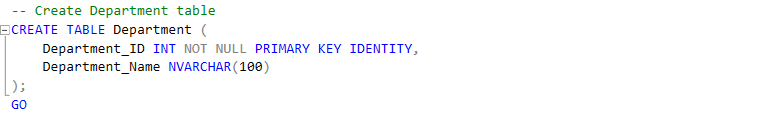 -- Create Department table
CREATE TABLE Department (
Department_ID INT NOT NULL PRIMARY KEY IDENTITY,
Department_Name NVARCHAR(100)
);
GO